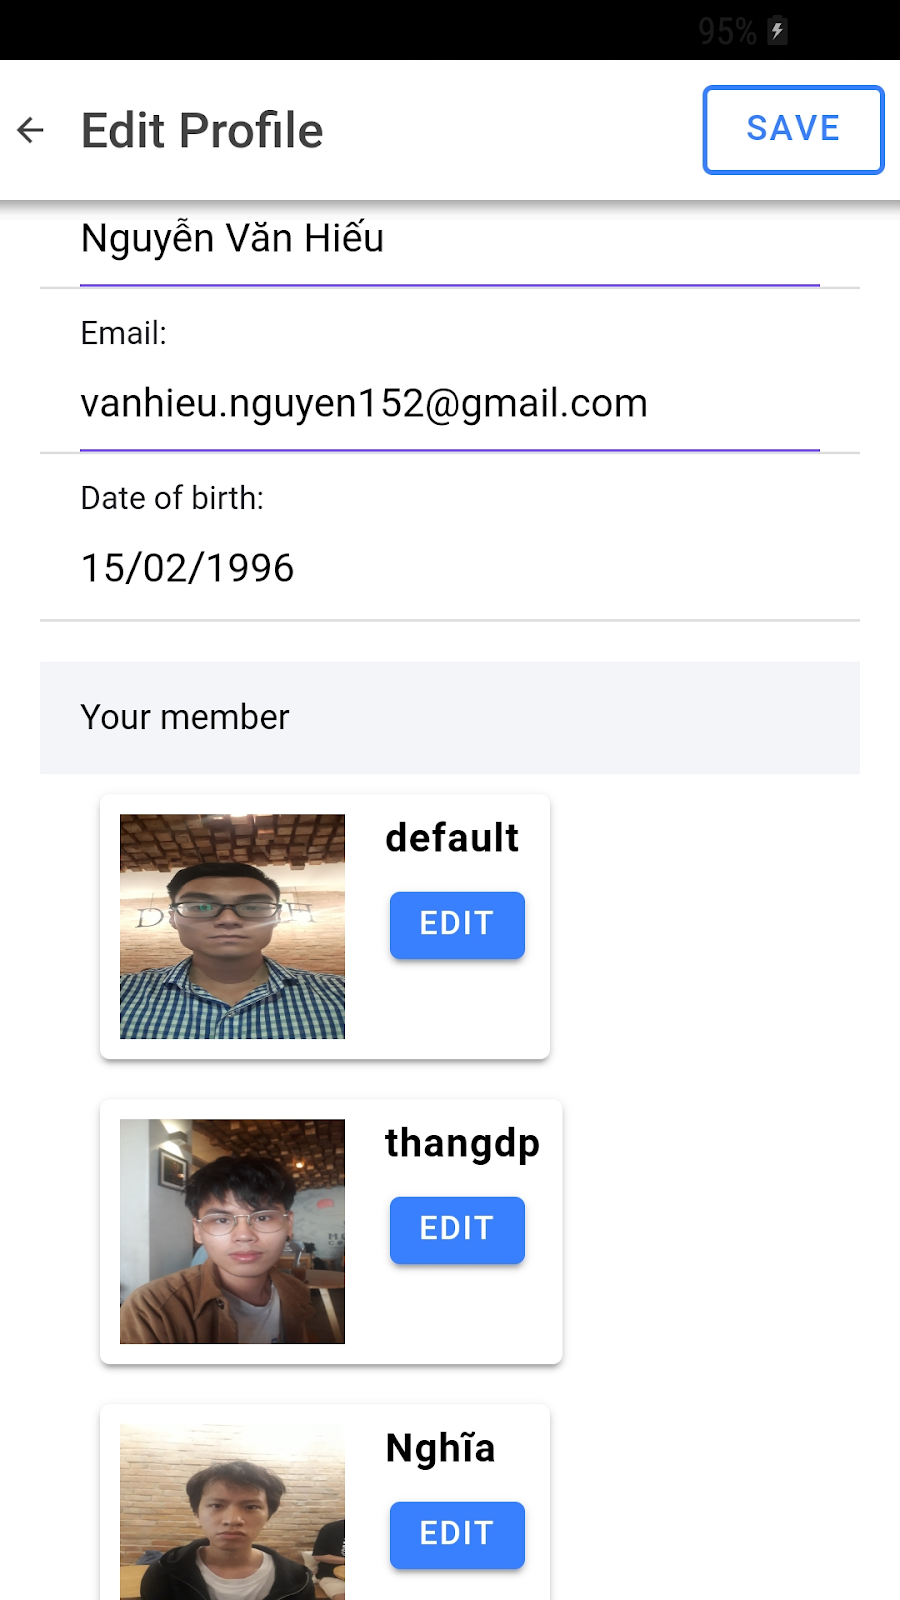 95%
Edit Profile
SAVE
Nguyễn Văn Hiếu
Email:
vanhieu.nguyen152@gmail.com
Date of birth:
15/02/1996
Your member
default
EDIT
thangdp
EDIT
Nghĩa
EDIT